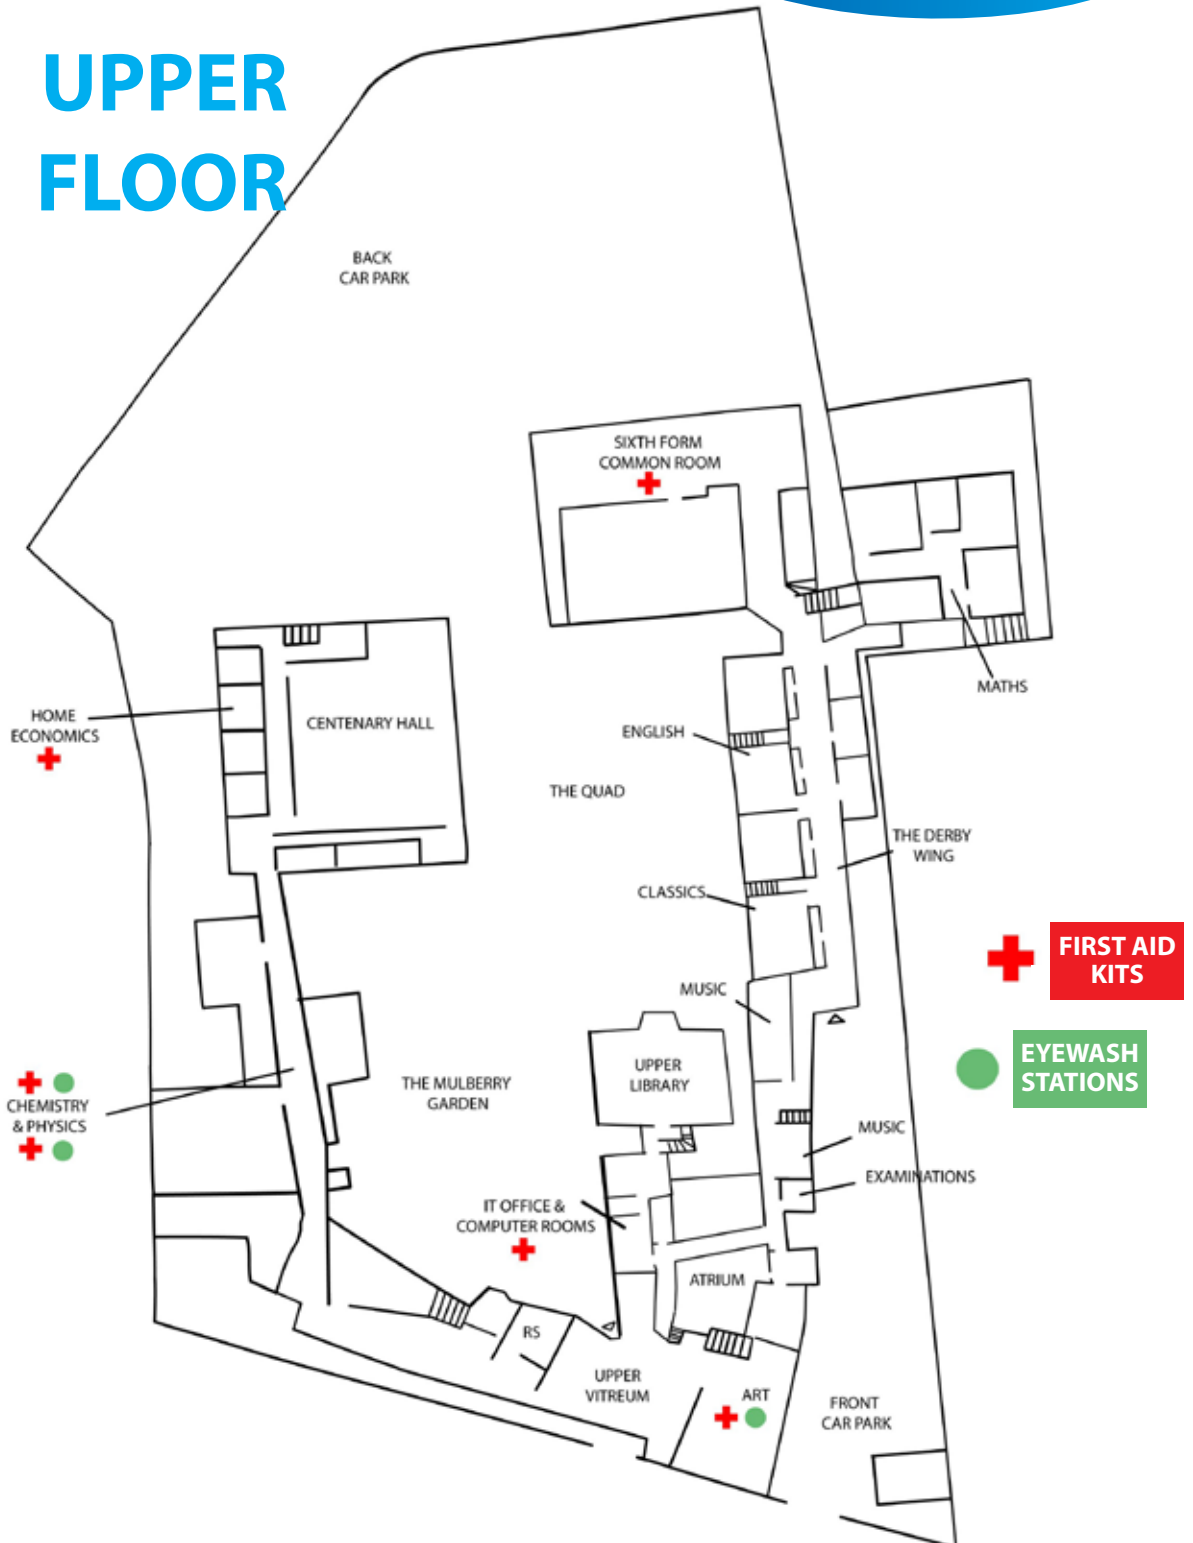 UPPER
FLOOR
BACK
CAR PARK
SIXTH FORM
COMMON ROOM
MATHS
HOME
ECONOMICS
CENTENARY HALL
ENGLISH
THE QUAD
THE DERBY
WING
CLASSICS
FIRST AID
KITS
MUSIC
EYEWASH
STATIONS
UPPER
LIBRARY
THE MULBERRY
GARDEN
CHEMISTRY
& PHYSICS
MUSIC
EXAMINATIONS
IT OFFICE &
COMPUTER ROOMS
ATRIUM
RS
UPPER
VITREUM
ART
FRONT
CAR PARK